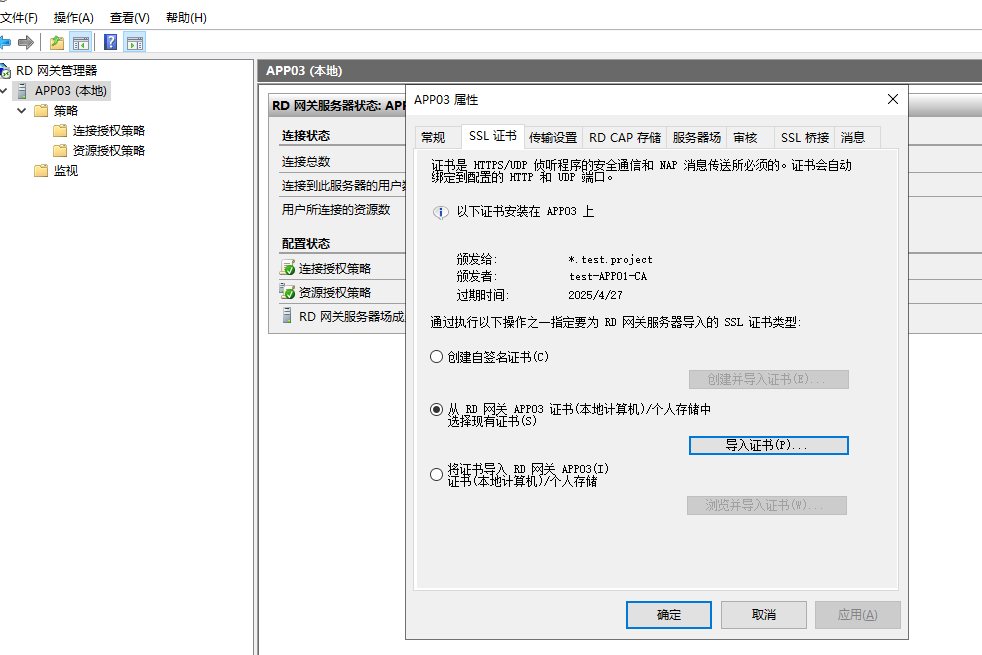 文件(F) 操作(A) 查看(V) 帮助(H)
RD 网关管理器
APP03 (本地)
策略
连接授权策略
资源授权策略
监视
APP03 (本地)
RD 网关服务器状态: APP
连接状态
连接总数
连接到此服务器的用户数
用户所连接的资源数
配置状态
连接授权策略
资源授权策略
RD 网关服务器场成
APP03 属性
常规 SSL 证书 传输设置 RD CAP 存储 服务器场 审核 SSL 桥接 消息
证书是 HTTPS/UDP 侦听程序的安全通信和 NAP 消息传送所必须的。证书会自动
绑定到配置的 HTTP 和 UDP 端口。
以下证书安装在 APP03 上
颁发给: *.test.project
颁发者: test-APP01-CA
过期时间: 2025/4/27
通过执行以下操作之一指定要为 RD 网关服务器导入的 SSL 证书类型:
创建自签名证书(C)
创建并导入证书(E)...
从 RD 网关 APP03 证书(本地计算机)/个人存储中
选择现有证书(S)
导入证书(P)...
将证书导入 RD 网关 APP03(I)
证书(本地计算机)/个人存储
浏览并导入证书(W)...
确定 取消 应用(A)